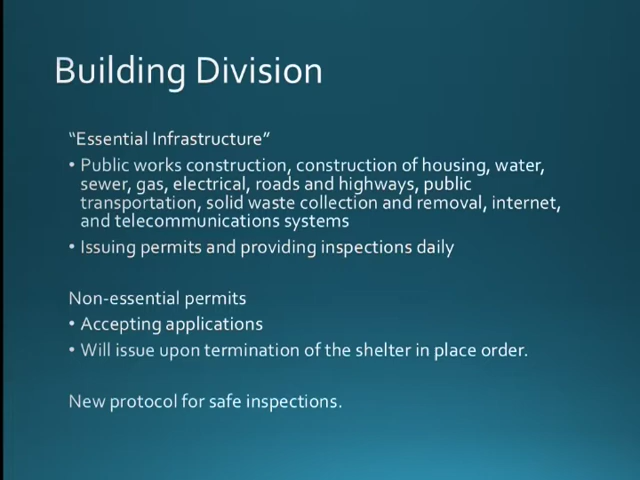 Building Division
“Essential Infrastructure”
• Public works construction, construction of housing, water,
sewer, gas, electrical, roads and highways, public
transportation, solid waste collection and removal, internet,
and telecommunications systems
• Issuing permits and providing inspections daily
Non-essential permits
• Accepting applications
• Will issue upon termination of the shelter in place order.
New protocol for safe inspections.